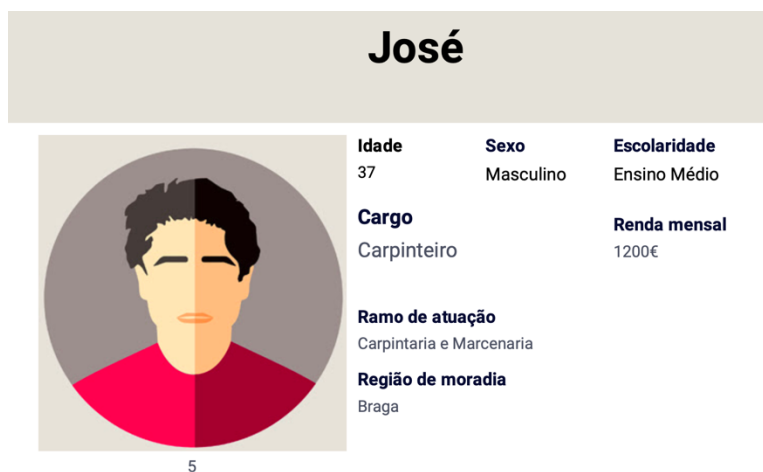 José
Idade
37
Sexo
Masculino
Escolaridade
Ensino Médio
Cargo
Carpinteiro
Renda mensal
1200€
Ramo de atuação
Carpintaria e Marcenaria
Região de moradia
Braga
5